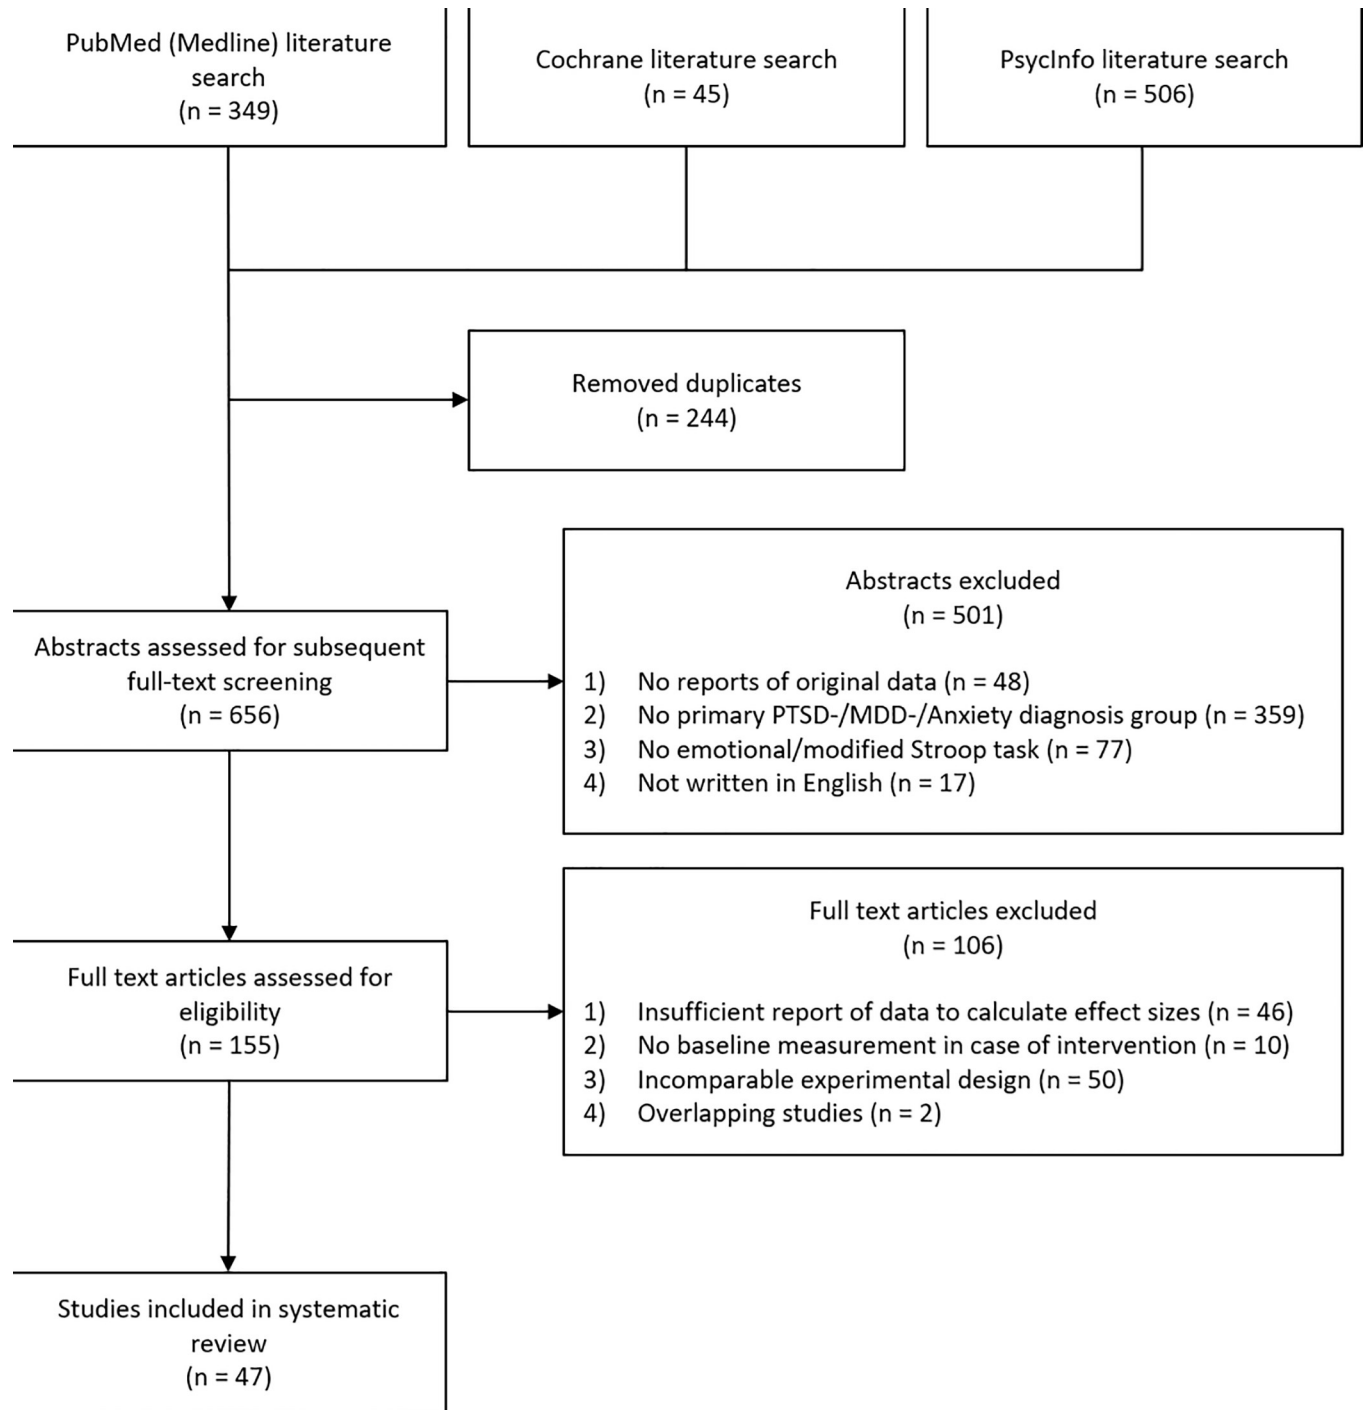 PubMed (Medline) literature
search
(n = 349)
Cochrane literature search
(n = 45)
PsycInfo literature search
(n = 506)
Removed duplicates
(n = 244)
Abstracts assessed for subsequent
full-text screening
(n = 656)
Abstracts excluded
(n = 501)
1) No reports of original data (n = 48)
2) No primary PTSD-/MDD-/Anxiety diagnosis group (n = 359)
3) No emotional/modified Stroop task (n = 77)
4) Not written in English (n = 17)
Full text articles assessed for
eligibility
(n = 155)
Full text articles excluded
(n = 106)
1) Insufficient report of data to calculate effect sizes (n = 46)
2) No baseline measurement in case of intervention (n = 10)
3) Incomparable experimental design (n = 50)
4) Overlapping studies (n = 2)
Studies included in systematic
review
(n = 47)